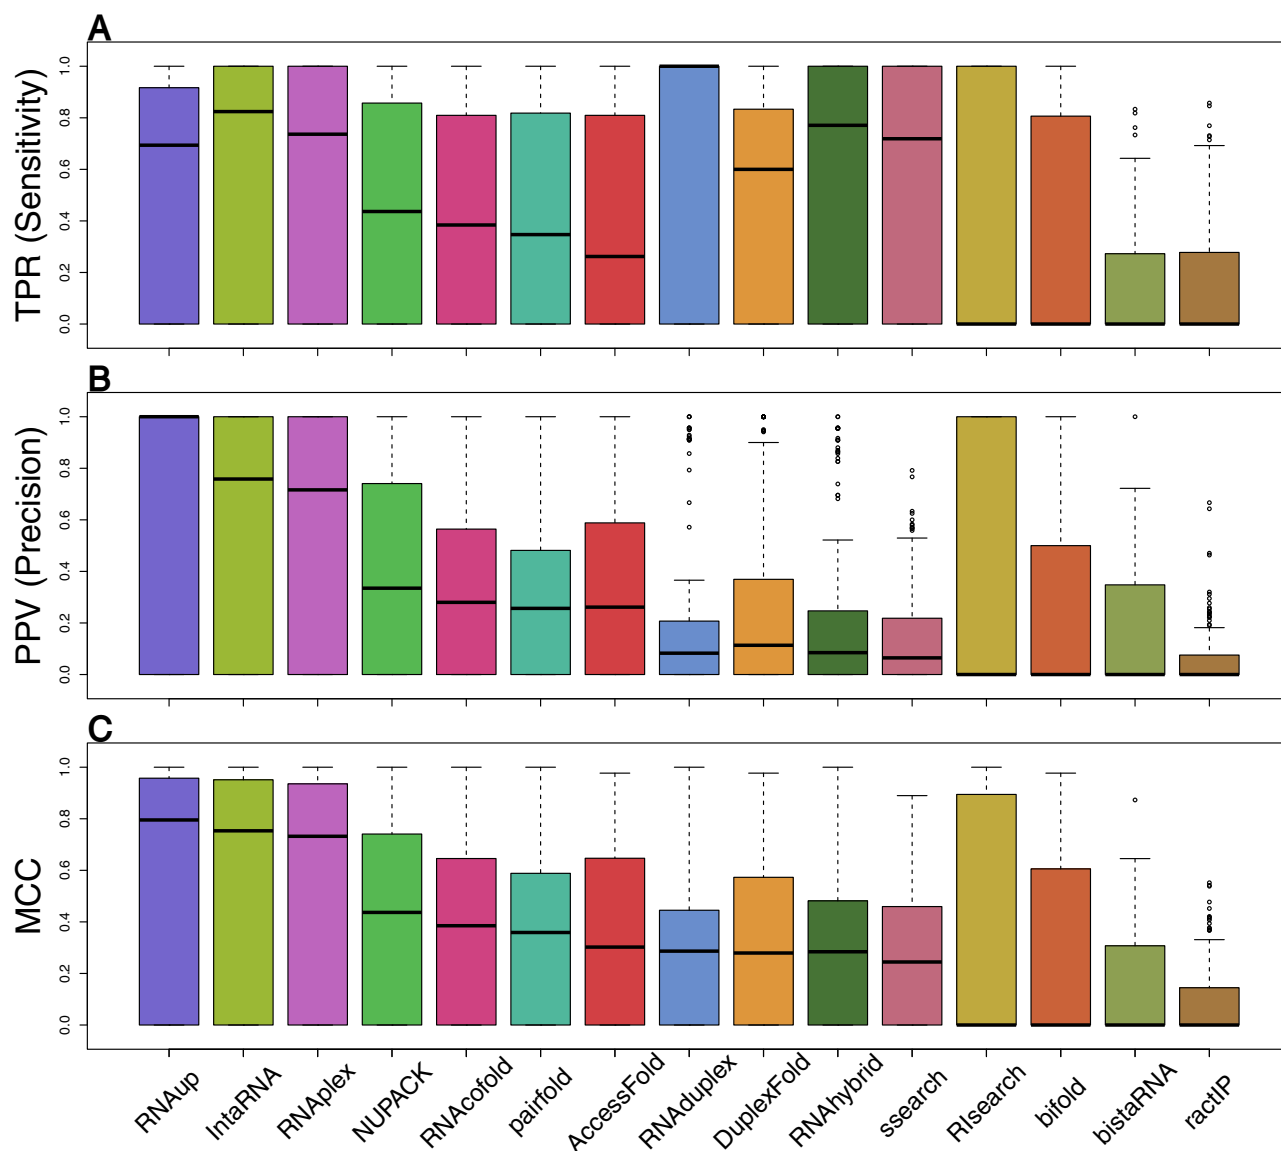 A
TPR (Sensitivity)
1.0
0.8
0.6
0.4
0.2
0.0
B
PPV (Precision)
1.0
0.8
0.6
0.4
0.2
0.0
C
MCC
1.0
0.8
0.6
0.4
0.2
0.0
RNAup
IntaRNA
RNAplex
NUPACK
RNAcofold
pairfold
AccessFold
RNAduplex
DuplexFold
RNAhybrid
ssearch
RIsearch
bifold
bistaRNA
ractIP